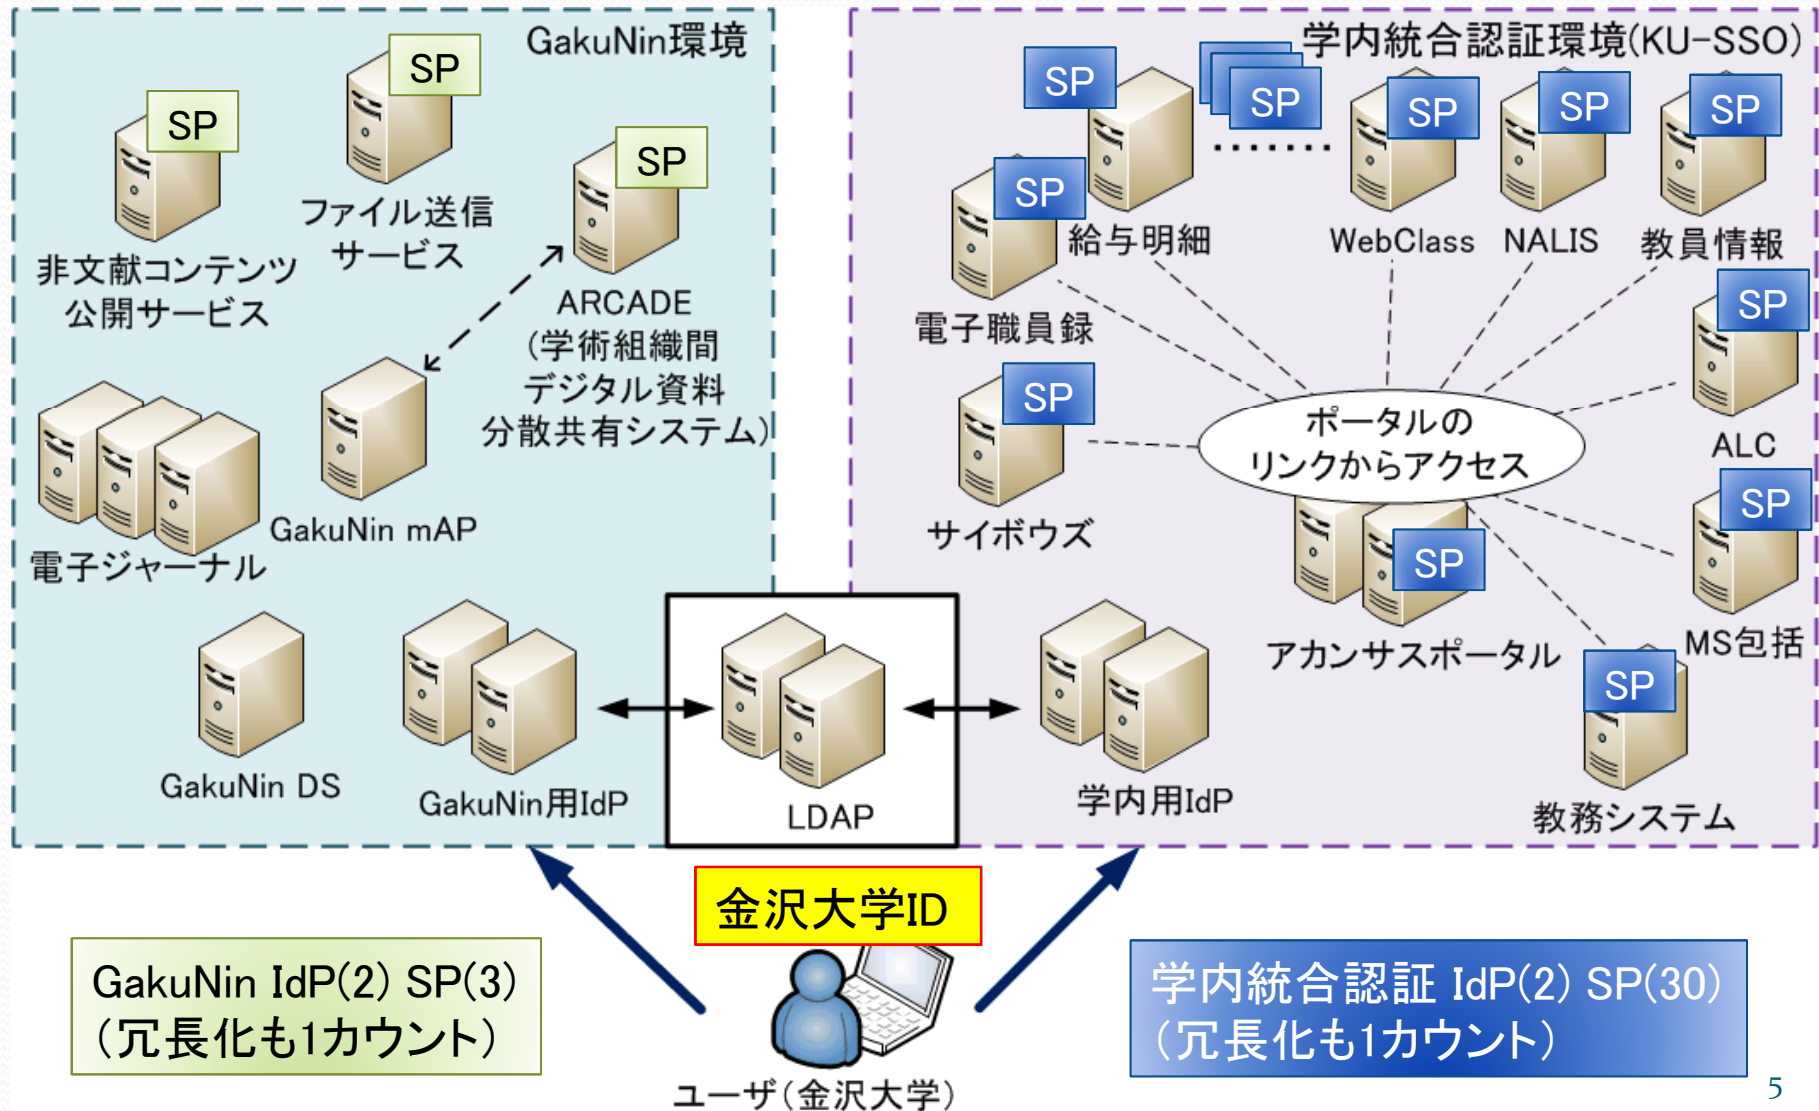 GakuNin環境
SP
SP
SP
非文献コンテンツ
公開サービス
ファイル送信
サービス
ARCADE
(学術組織間
デジタル資料
分散共有システム)
電子ジャーナル
GakuNin mAP
GakuNin DS
GakuNin用IdP
LDAP
学内統合認証環境(KU-SSO)
SP
SP
SP
SP
SP
SP
給与明細
·······
WebClass
NALIS
教員情報
SP
電子職員録
SP
ALC
SP
サイボウズ
ポータルの
リンクからアクセス
SP
MS包括
SP
アカンサスポータル
SP
教務システム
学内用IdP
金沢大学ID
GakuNin IdP(2) SP(3)
(冗長化も1カウント)
ユーザ(金沢大学)
学内統合認証 IdP(2) SP(30)
(冗長化も1カウント)
5